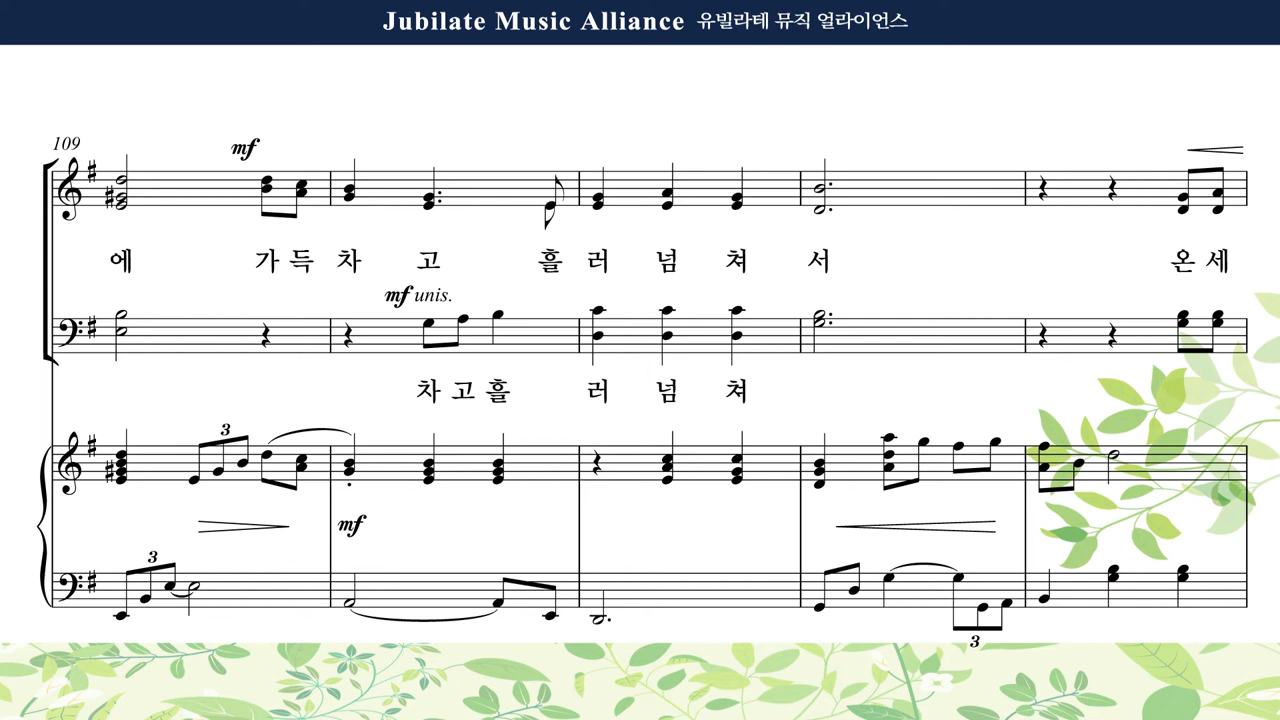 Jubilate Music Alliance 유빌라테 뮤직 얼라이언스
109
mf
에 가 득 차 고 흘 러 넘 쳐 서 온 세
mf unis.
차 고 흘 러 넘 쳐
3
mf
3
3